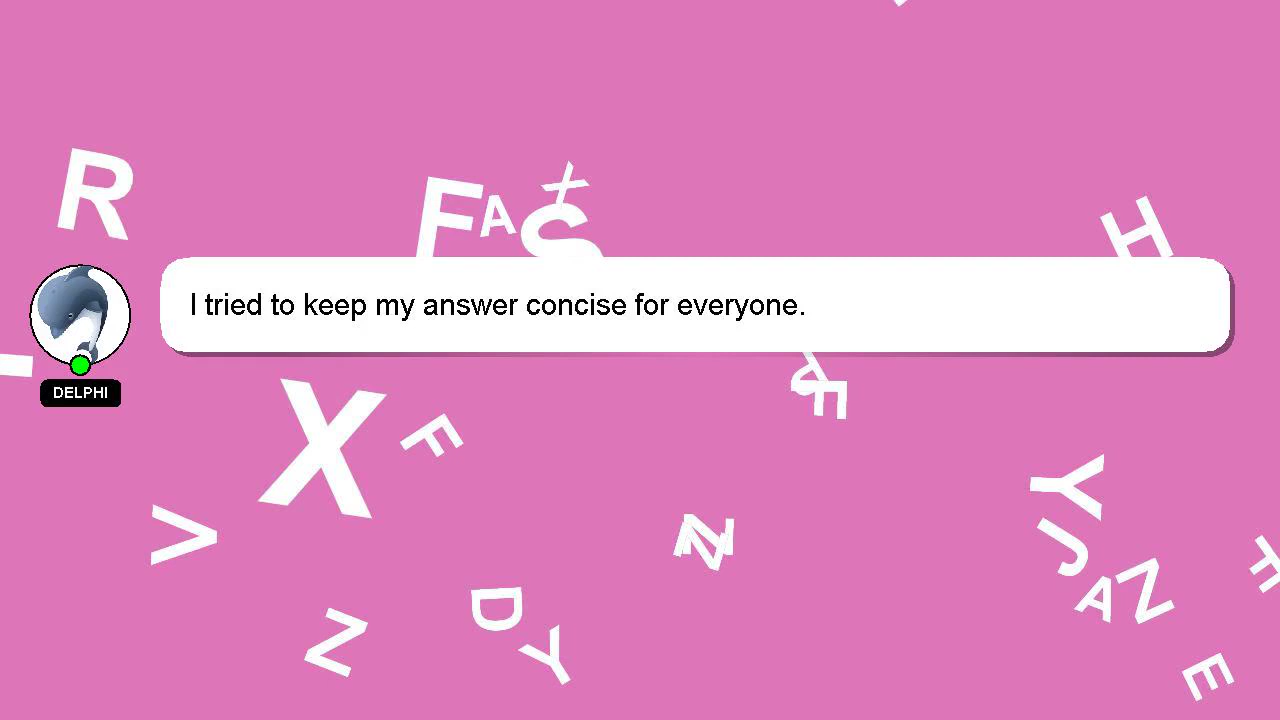 I tried to keep my answer concise for everyone.
DELPHI
R
F
A
X
S
H
X
F
R
F
Y
J
A
Z
F
V
N
Z
Z
D
Y
E